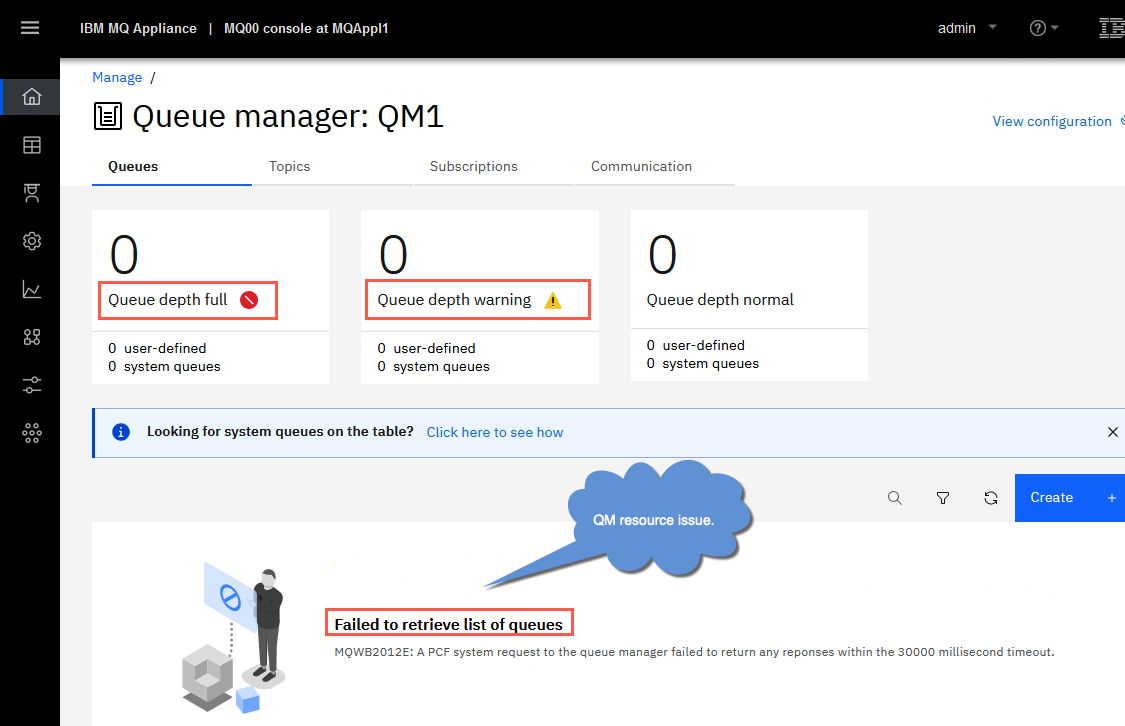 IBM MQ Appliance | MQ00 console at MQAppl1
admin
Manage /
Queue manager: QM1
View configuration
Queues Topics Subscriptions Communication
0
Queue depth full
0 user-defined
0 system queues
0
Queue depth warning
0 user-defined
0 system queues
0
Queue depth normal
0 user-defined
0 system queues
Looking for system queues on the table? Click here to see how
Create +
QM resource issue.
Failed to retrieve list of queues
MQWB2012E: A PCF system request to the queue manager failed to return any reponses within the 30000 millisecond timeout.